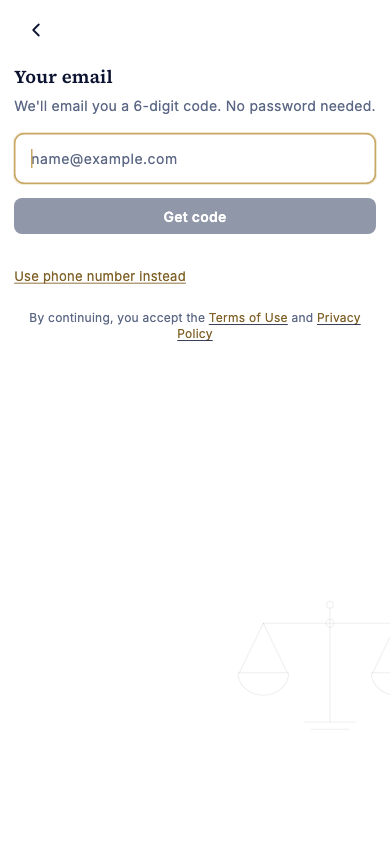 Your email
We'll email you a 6-digit code. No password needed.
name@example.com
Get code
Use phone number instead
By continuing, you accept the Terms of Use and Privacy
Policy